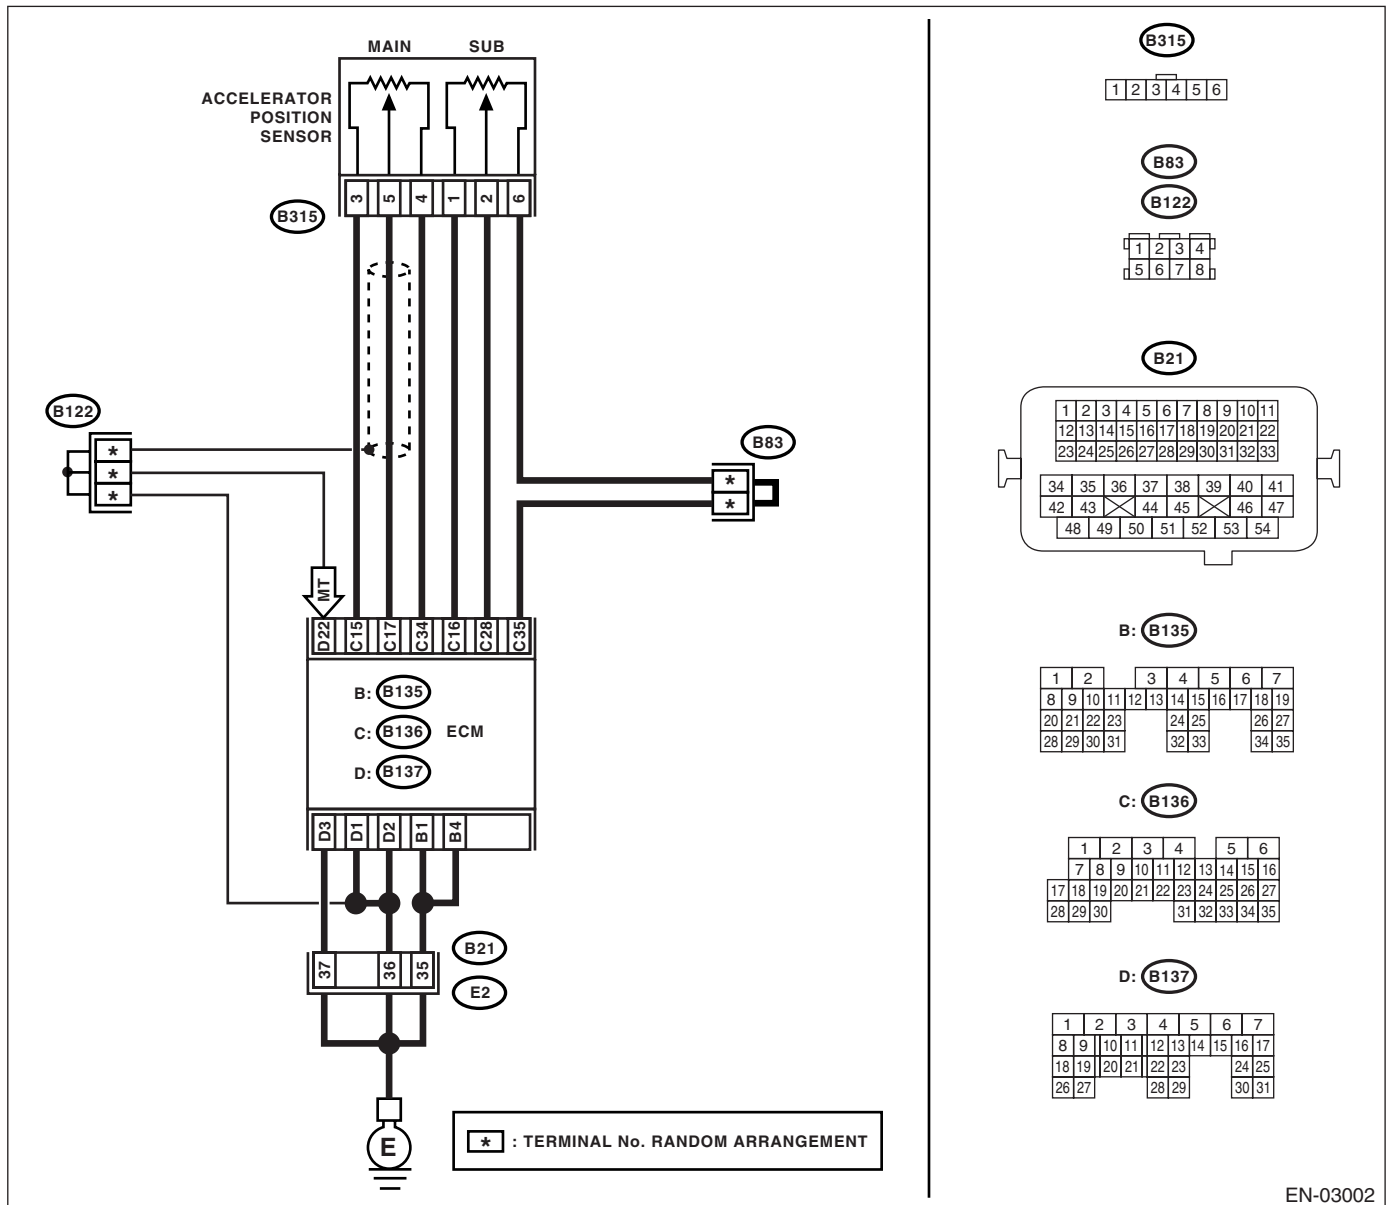 MAIN SUB
ACCELERATOR
POSITION
SENSOR
3 5 4 1 2 6
B315
B122
*
*
*
B83
*
*
MT
D22 C15 C17 C34 C16 C28 C35
B: B135
C: B136 ECM
D: B137
D3 D1 D2 B1 B4
B21
37 36 35
E2
E
* : TERMINAL No. RANDOM ARRANGEMENT
B315
1 2 3 4 5 6
B83
B122
1 2 3 4
5 6 7 8
B21
1 2 3 4 5 6 7 8 9 10 11
12 13 14 15 16 17 18 19 20 21 22
23 24 25 26 27 28 29 30 31 32 33
34 35 36 37 38 39 40 41
42 43 44 45 46 47
48 49 50 51 52 53 54
B: B135
1 2 3 4 5 6 7
8 9 10 11 12 13 14 15 16 17 18 19
20 21 22 23 24 25 26 27
28 29 30 31 32 33 34 35
C: B136
1 2 3 4 5 6
7 8 9 10 11 12 13 14 15 16
17 18 19 20 21 22 23 24 25 26 27
28 29 30 31 32 33 34 35
D: B137
1 2 3 4 5 6 7
8 9 10 11 12 13 14 15 16 17
18 19 20 21 22 23 24 25
26 27 28 29 30 31
EN-03002